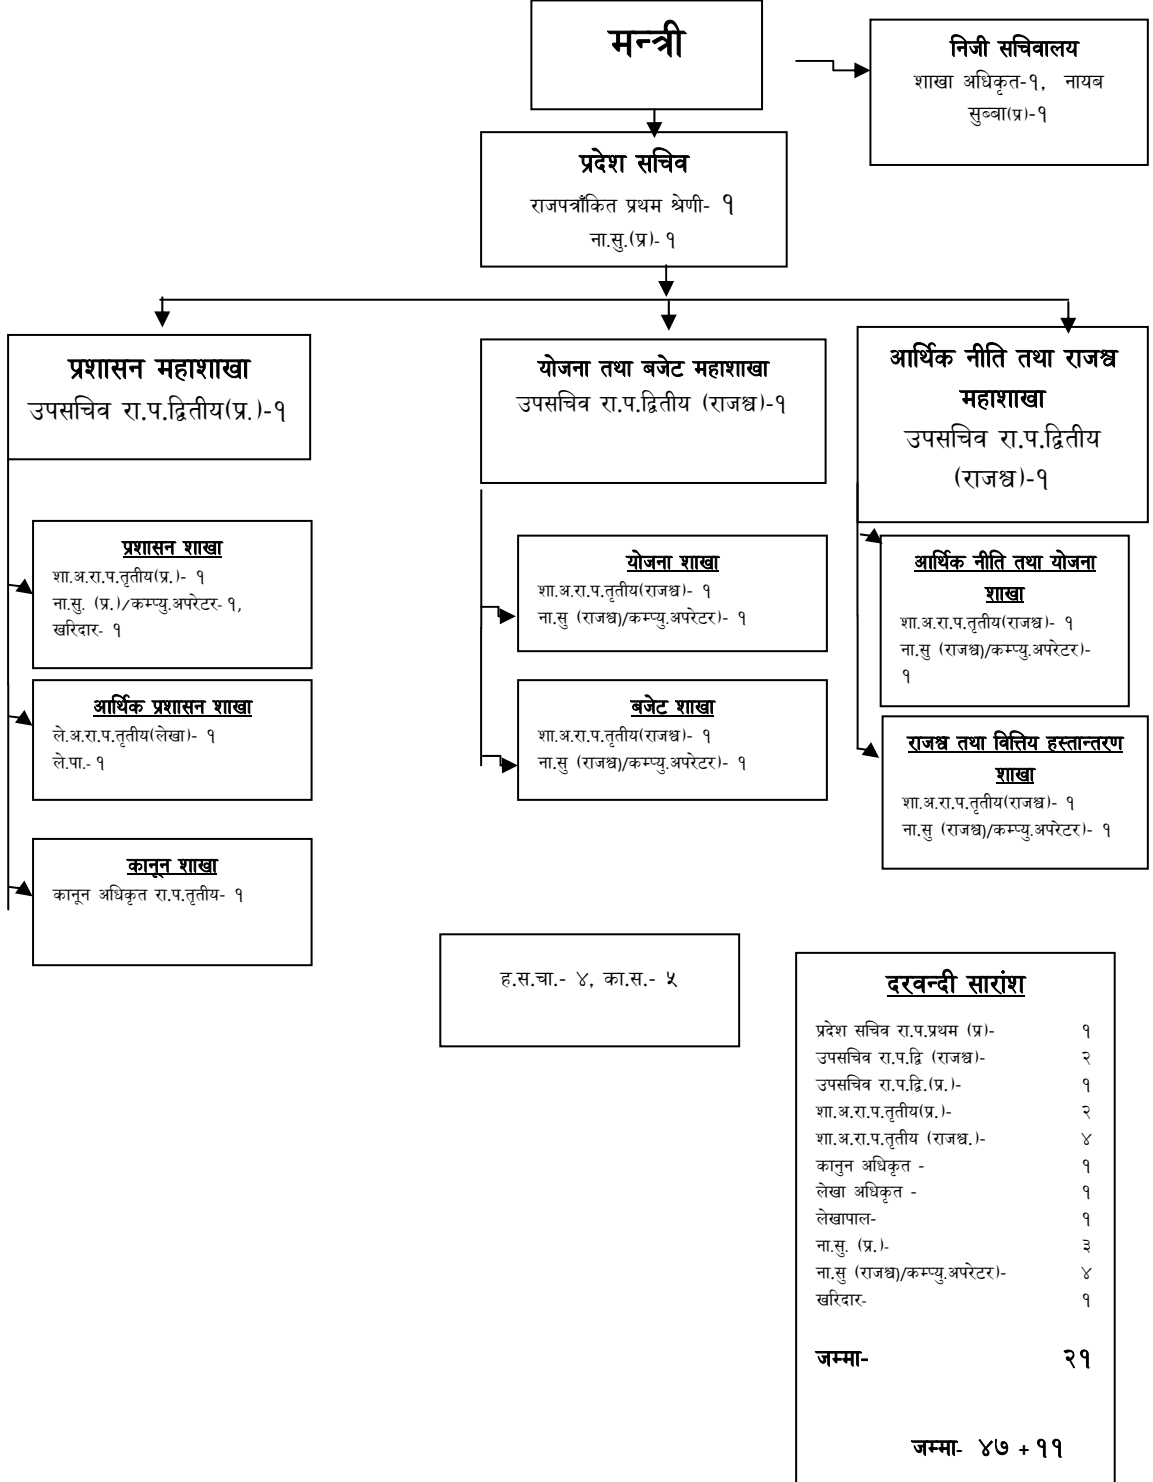 मन्त्री
निजी सचिवालय
शाखा अधिकृत-१, नायब
सुब्बा(प्र)-१
प्रदेश सचिव
राजपत्राँकित प्रथम श्रेणी- १
ना.सु.(प्र)- १
प्रशासन महाशाखा
उपसचिव रा.प.द्वितीय(प्र.)-१
योजना तथा बजेट महाशाखा
उपसचिव रा.प.द्वितीय (राजश्व)-१
आर्थिक नीति तथा राजश्व
महाशाखा
उपसचिव रा.प.द्वितीय
(राजश्व)-१
प्रशासन शाखा
शा.अ.रा.प.तृतीय(प्र.)- १
ना.सु. (प्र.)/कम्प्यु.अपरेटर- १,
खरिदार- १
आर्थिक प्रशासन शाखा
ले.अ.रा.प.तृतीय(लेखा)- १
ले.पा.- १
कानून शाखा
कानून अधिकृत रा.प.तृतीय- १
योजना शाखा
शा.अ.रा.प.तृतीय(राजश्व)- १
ना.सु (राजश्व)/कम्प्यु.अपरेटर)- १
बजेट शाखा
शा.अ.रा.प.तृतीय(राजश्व)- १
ना.सु (राजश्व)/कम्प्यु.अपरेटर)- १
आर्थिक नीति तथा योजना
शाखा
शा.अ.रा.प.तृतीय(राजश्व)- १
ना.सु (राजश्व)/कम्प्यु.अपरेटर)-
१
राजश्व तथा वित्तिय हस्तान्तरण
शाखा
शा.अ.रा.प.तृतीय(राजश्व)- १
ना.सु (राजश्व)/कम्प्यु.अपरेटर)- १
ह.स.चा.- ४, का.स.- ५
दरवन्दी सारांश
प्रदेश सचिव रा.प.प्रथम (प्र)- १
उपसचिव रा.प.द्वि (राजश्व)- २
उपसचिव रा.प.द्वि.(प्र.)- १
शा.अ.रा.प.तृतीय(प्र.)- २
शा.अ.रा.प.तृतीय (राजश्व.)- ४
कानुन अधिकृत - १
लेखा अधिकृत - १
लेखापाल- १
ना.सु. (प्र.)- ३
ना.सु (राजश्व)/कम्प्यु.अपरेटर)- ४
खरिदार- १
जम्मा- २१
जम्मा- ४७ + ११